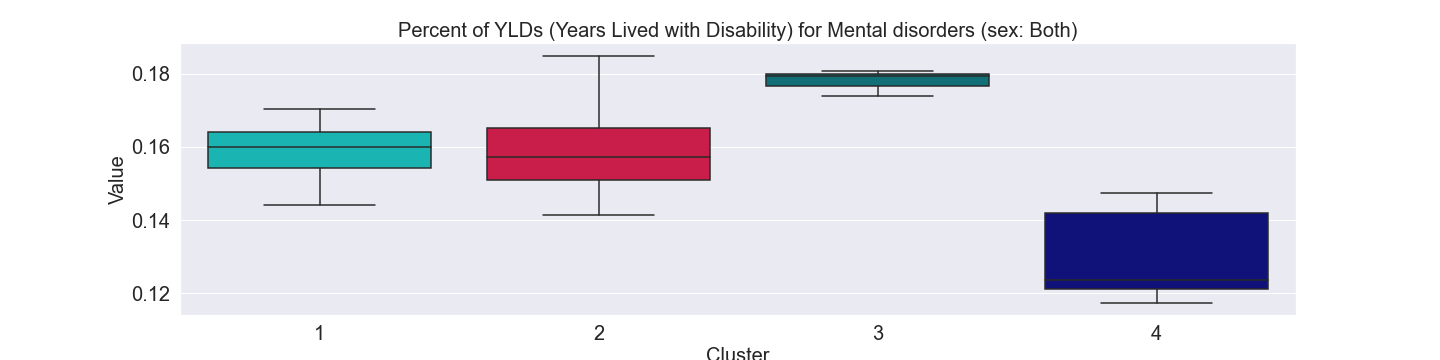 Percent of YLDs (Years Lived with Disability) for Mental disorders (sex: Both)
0.18
0.16
0.14
0.12
Value
1 2 3 4
Cluster